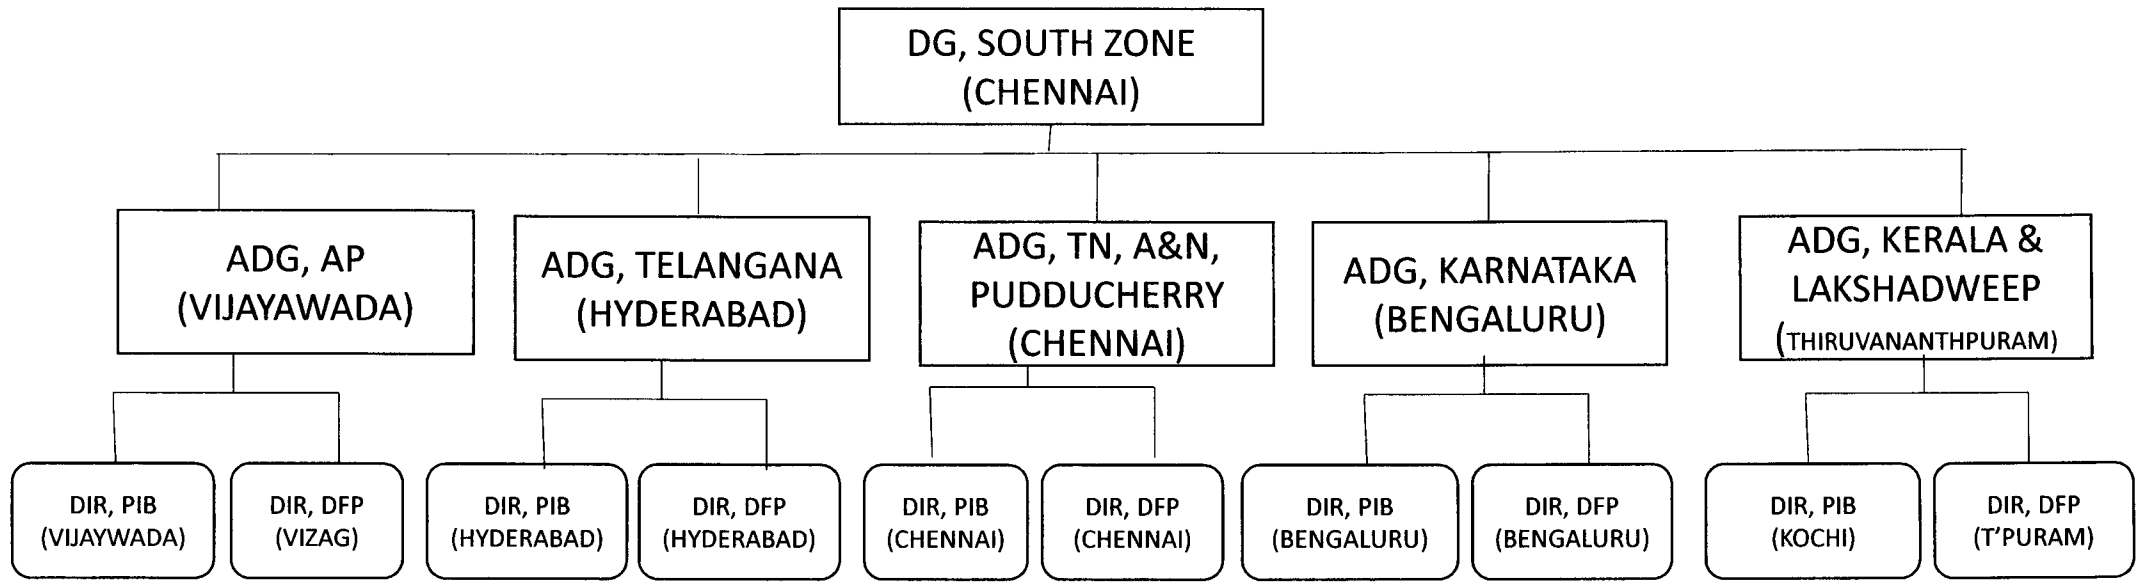 DG, SOUTH ZONE
(CHENNAI)
ADG, AP
(VIJAYAWADA)
ADG, TELANGANA
(HYDERABAD)
ADG, TN, A&N,
PUDDUCHERRY
(CHENNAI)
ADG, KARNATAKA
(BENGALURU)
ADG, KERALA &
LAKSHADWEEP
(THIRUVANANTHPURAM)
DIR, PIB
(VIJAYWADA)
DIR, DFP
(VIZAG)
DIR, PIB
(HYDERABAD)
DIR, DFP
(HYDERABAD)
DIR, PIB
(CHENNAI)
DIR, DFP
(CHENNAI)
DIR, PIB
(BENGALURU)
DIR, DFP
(BENGALURU)
DIR, PIB
(KOCHI)
DIR, DFP
(T'PURAM)